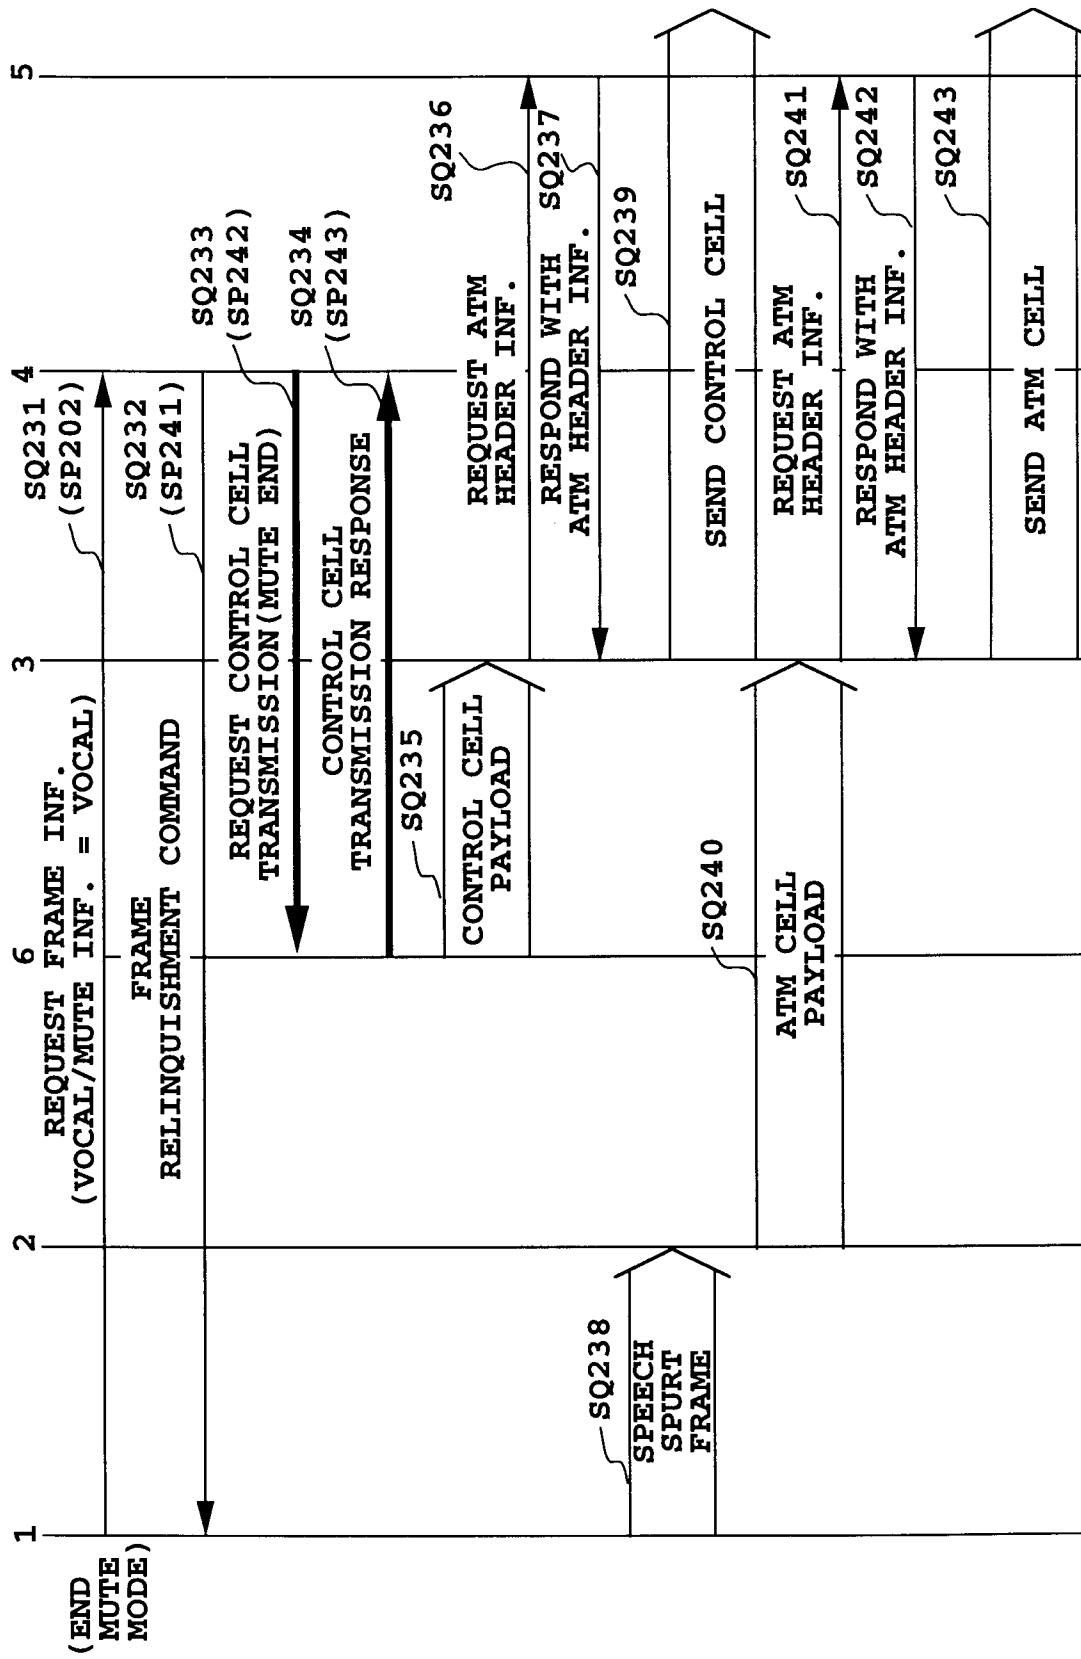 1
2
6
3
4
5
(END
MUTE
MODE)
REQUEST FRAME INF.
(VOCAL/MUTE INF. = VOCAL)
SQ231
(SP202)
FRAME
RELINQUISHMENT COMMAND
SQ232
(SP241)
REQUEST CONTROL CELL
TRANSMISSION(MUTE END)
SQ233
(SP242)
CONTROL CELL
TRANSMISSION RESPONSE
SQ234
(SP243)
SQ235
CONTROL CELL
PAYLOAD
REQUEST ATM
HEADER INF.
SQ236
RESPOND WITH
ATM HEADER INF.
SQ237
SQ238
SPEECH
SPURT
FRAME
SQ239
SEND CONTROL CELL
SQ240
ATM CELL
PAYLOAD
REQUEST ATM
HEADER INF.
SQ241
RESPOND WITH
ATM HEADER INF.
SQ242
SQ243
SEND ATM CELL